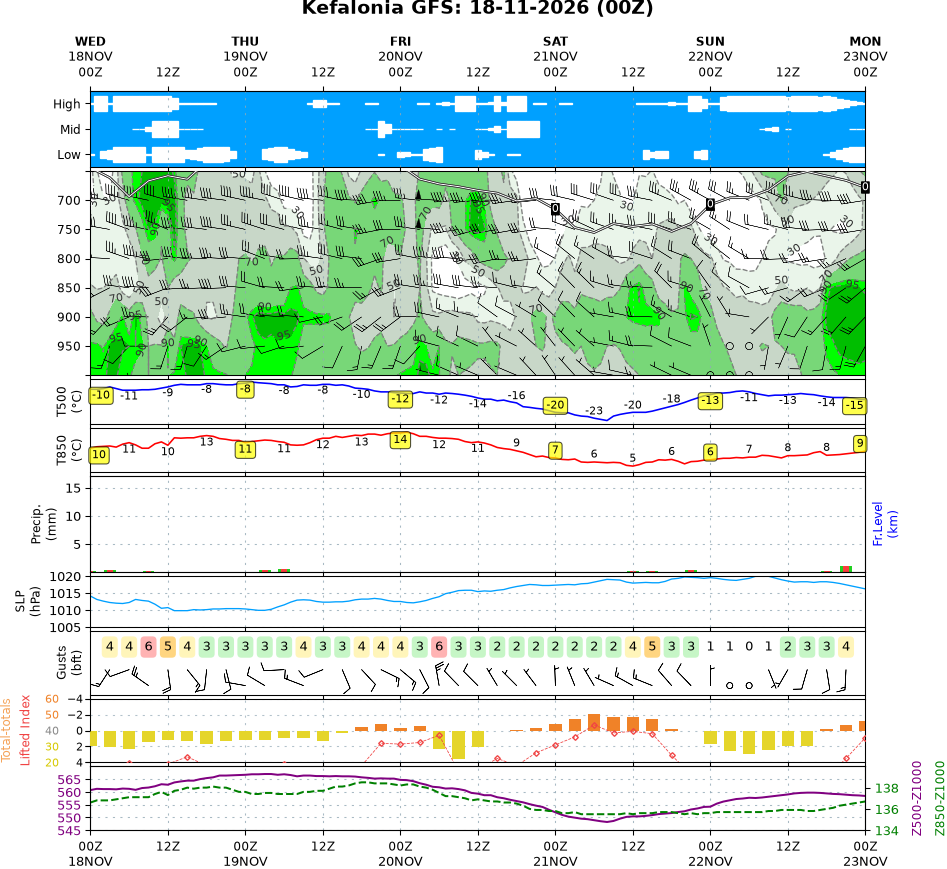 Kefalonia GFS: 18-11-2026 (00Z)
WED THU FRI SAT SUN MON
18NOV 19NOV 20NOV 21NOV 22NOV 23NOV
00Z 12Z 00Z 12Z 00Z 12Z 00Z 12Z 00Z 12Z 00Z
High
Mid
Low
700
750
800
850
900
950
0 0 0
T500 (°C)
-10 -11 -9 -8 -8 -8 -8 -10 -12 -12 -14 -16 -20 -23 -20 -18 -13 -11 -13 -14 -15
T850 (°C)
10 11 10 13 11 11 12 13 14 12 11 9 7 6 5 6 6 7 8 8 9
Precip. (mm)
15
10
5
Fr.Level (km)
SLP (hPa)
1020
1015
1010
1005
Gusts (bft)
4 4 6 5 4 3 3 3 3 3 4 3 3 4 4 4 3 6 3 3 2 2 2 2 2 2 2 4 5 3 3 1 1 0 1 2 3 3 4
Total-totals
Lifted Index
60 −4
50 −2
40 0
30 2
20 4
565
560
555
550
545
138
136
134
Z500-Z1000
Z850-Z1000
00Z 12Z 00Z 12Z 00Z 12Z 00Z 12Z 00Z 12Z 00Z
18NOV 19NOV 20NOV 21NOV 22NOV 23NOV